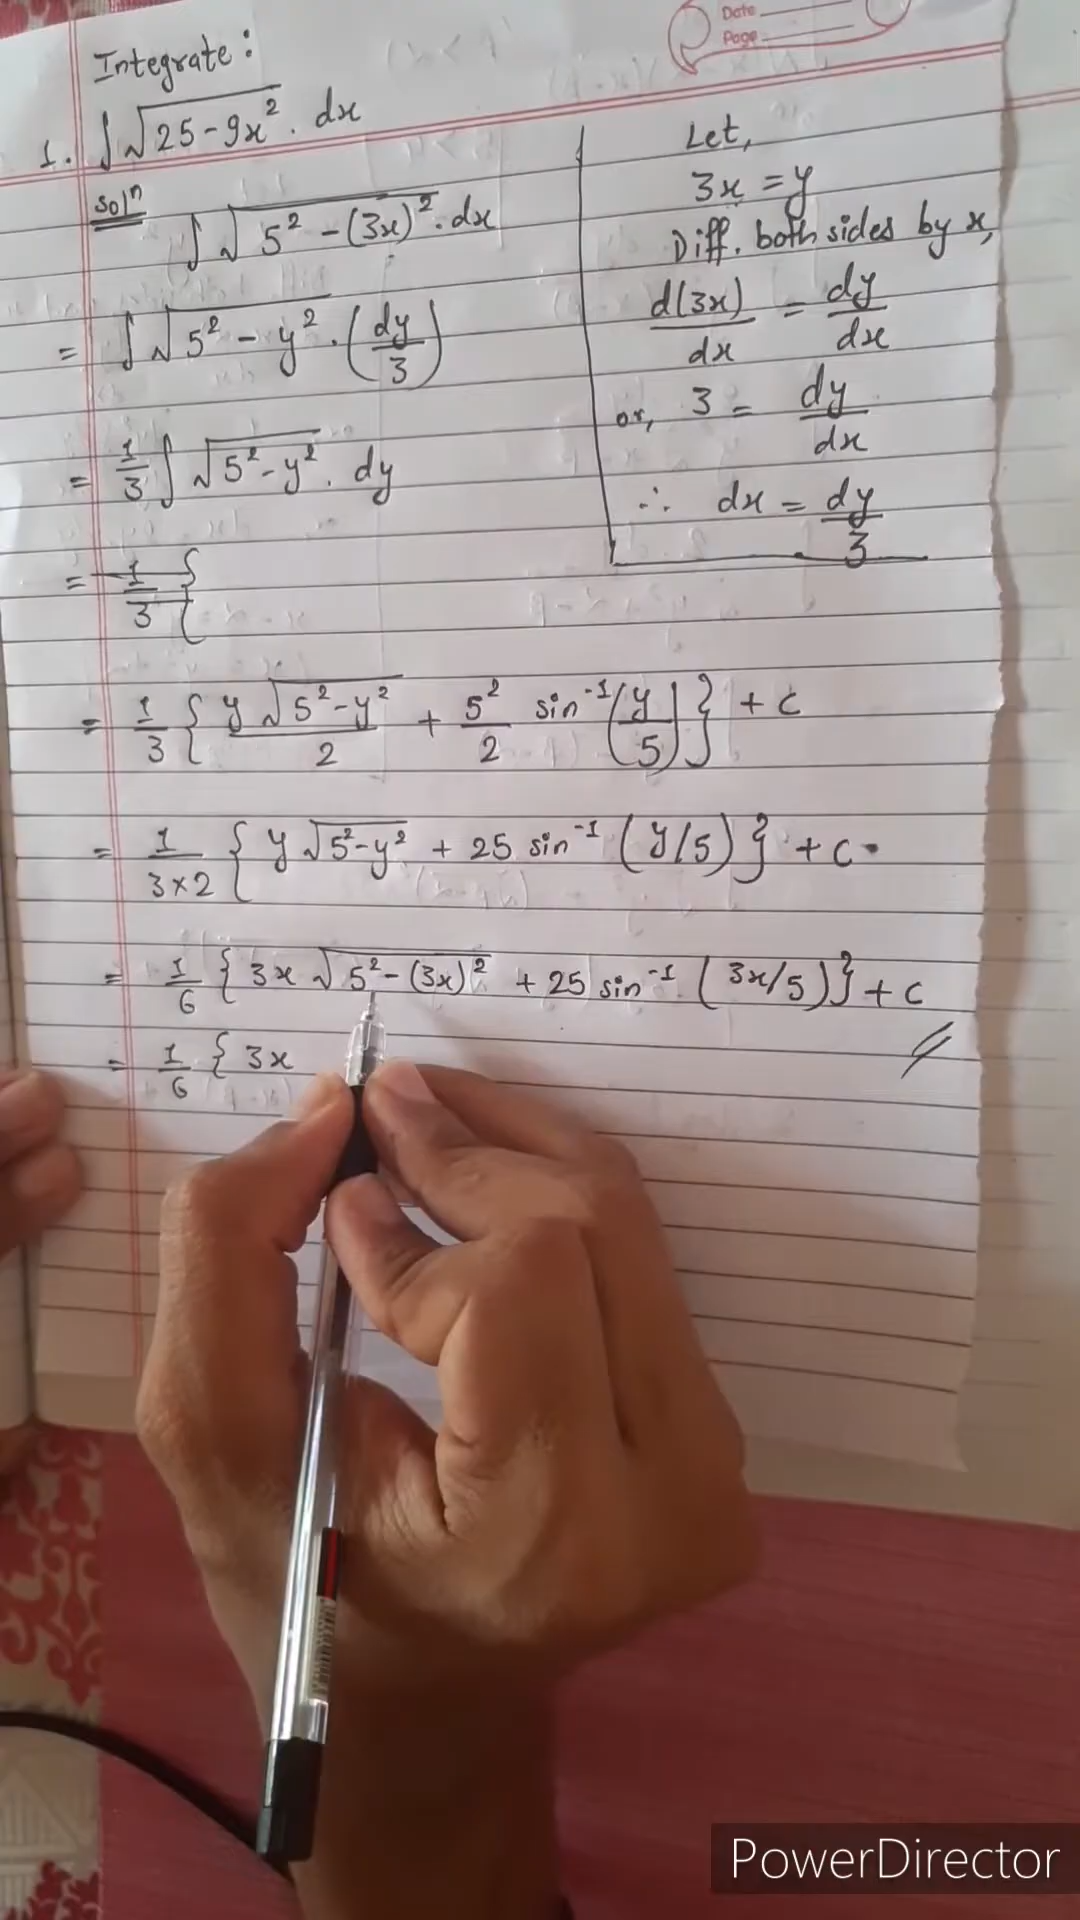 Date
Page
Integrate:
1. ∫√25-9x². dx
Solⁿ
∫√5²-(3x)². dx
= ∫√5²-y². (dy/3)
= 1/3 ∫√5²-y². dy
= 1/3 {
Let,
3x = y
Diff. both sides by x,
d(3x)/dx = dy/dx
or, 3 = dy/dx
∴ dx = dy/3
= 1/3 { y√5²-y²/2 + 5²/2 sin⁻¹(y/5)} + c
= 1/3×2 { y√5²-y² + 25 sin⁻¹ (y/5)} + c.
= 1/6 { 3x √5²-(3x)² + 25 sin⁻¹ (3x/5)} + c
= 1/6 { 3x
PowerDirector